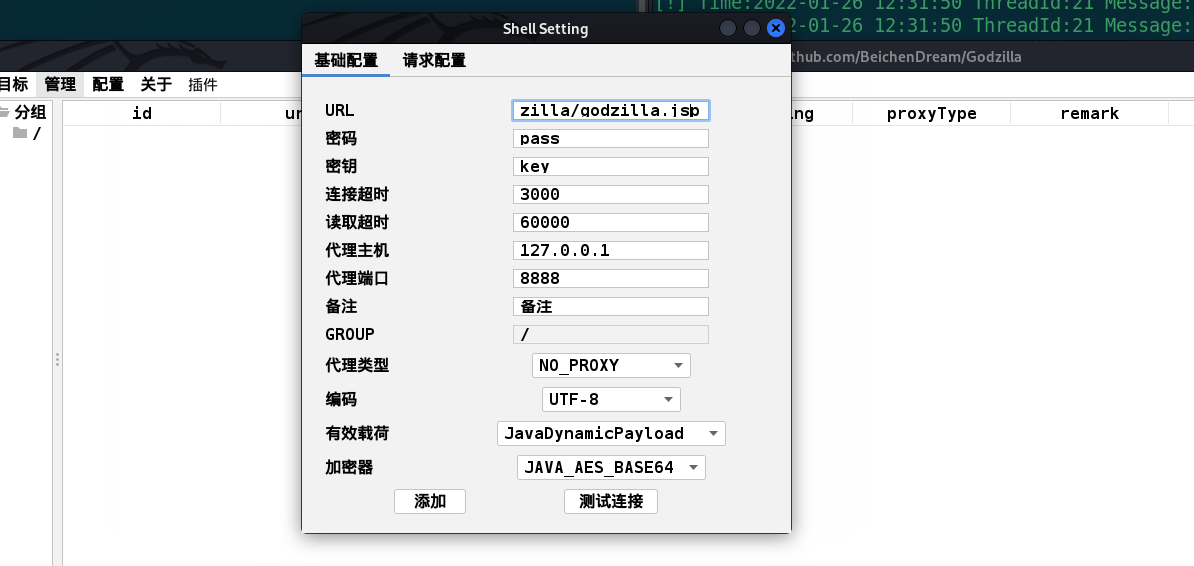 [!] Time:2022-01-26 12:31:50 ThreadId:21 Message:
2-01-26 12:31:50 ThreadId:21 Message:
Shell Setting
hub.com/BeichenDream/Godzilla
目标 管理 配置 关于 插件
基础配置 请求配置
分组
/
id
proxyType
remark
URL zilla/godzilla.jsp
密码 pass
密钥 key
连接超时 3000
读取超时 60000
代理主机 127.0.0.1
代理端口 8888
备注 备注
GROUP /
代理类型 NO_PROXY
编码 UTF-8
有效载荷 JavaDynamicPayload
加密器 JAVA_AES_BASE64
添加 测试连接